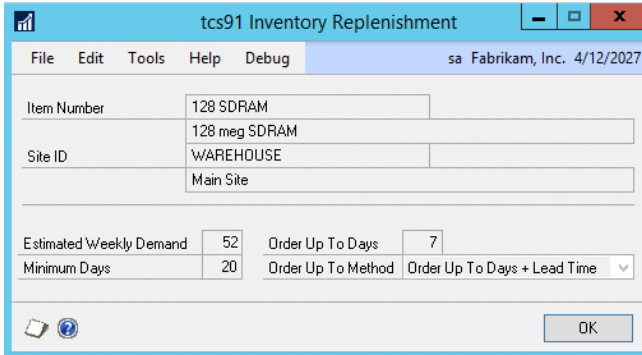 tcs91 Inventory Replenishment
File Edit Tools Help Debug sa Fabrikam, Inc. 4/12/2027
Item Number 128 SDRAM
128 meg SDRAM
Site ID WAREHOUSE
Main Site
Estimated Weekly Demand 52 Order Up To Days 7
Minimum Days 20 Order Up To Method Order Up To Days + Lead Time
OK